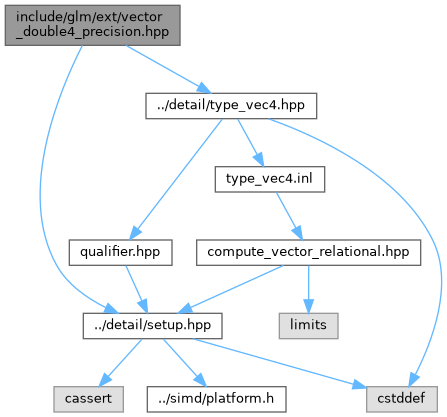 include/glm/ext/vector
_double4_precision.hpp
../detail/type_vec4.hpp
type_vec4.inl
qualifier.hpp
compute_vector_relational.hpp
../detail/setup.hpp
limits
cassert
../simd/platform.h
cstddef